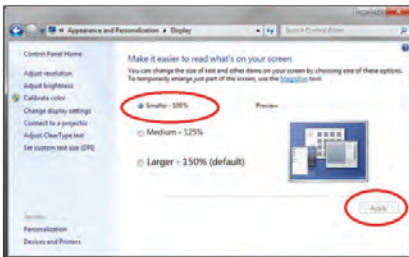 Appearance and Personalization ▸ Display
Search Control Panel
Control Panel Home
Adjust resolution
Adjust brightness
Calibrate color
Change display settings
Connect to a projector
Adjust ClearType text
Set custom text size (DPI)
See also
Personalization
Devices and Printers
Make it easier to read what's on your screen
You can change the size of text and other items on your screen by choosing one of these options.
To temporarily enlarge just part of the screen, use the Magnifier tool.
Smaller - 100%
Preview
Medium - 125%
Larger - 150% (default)
Apply